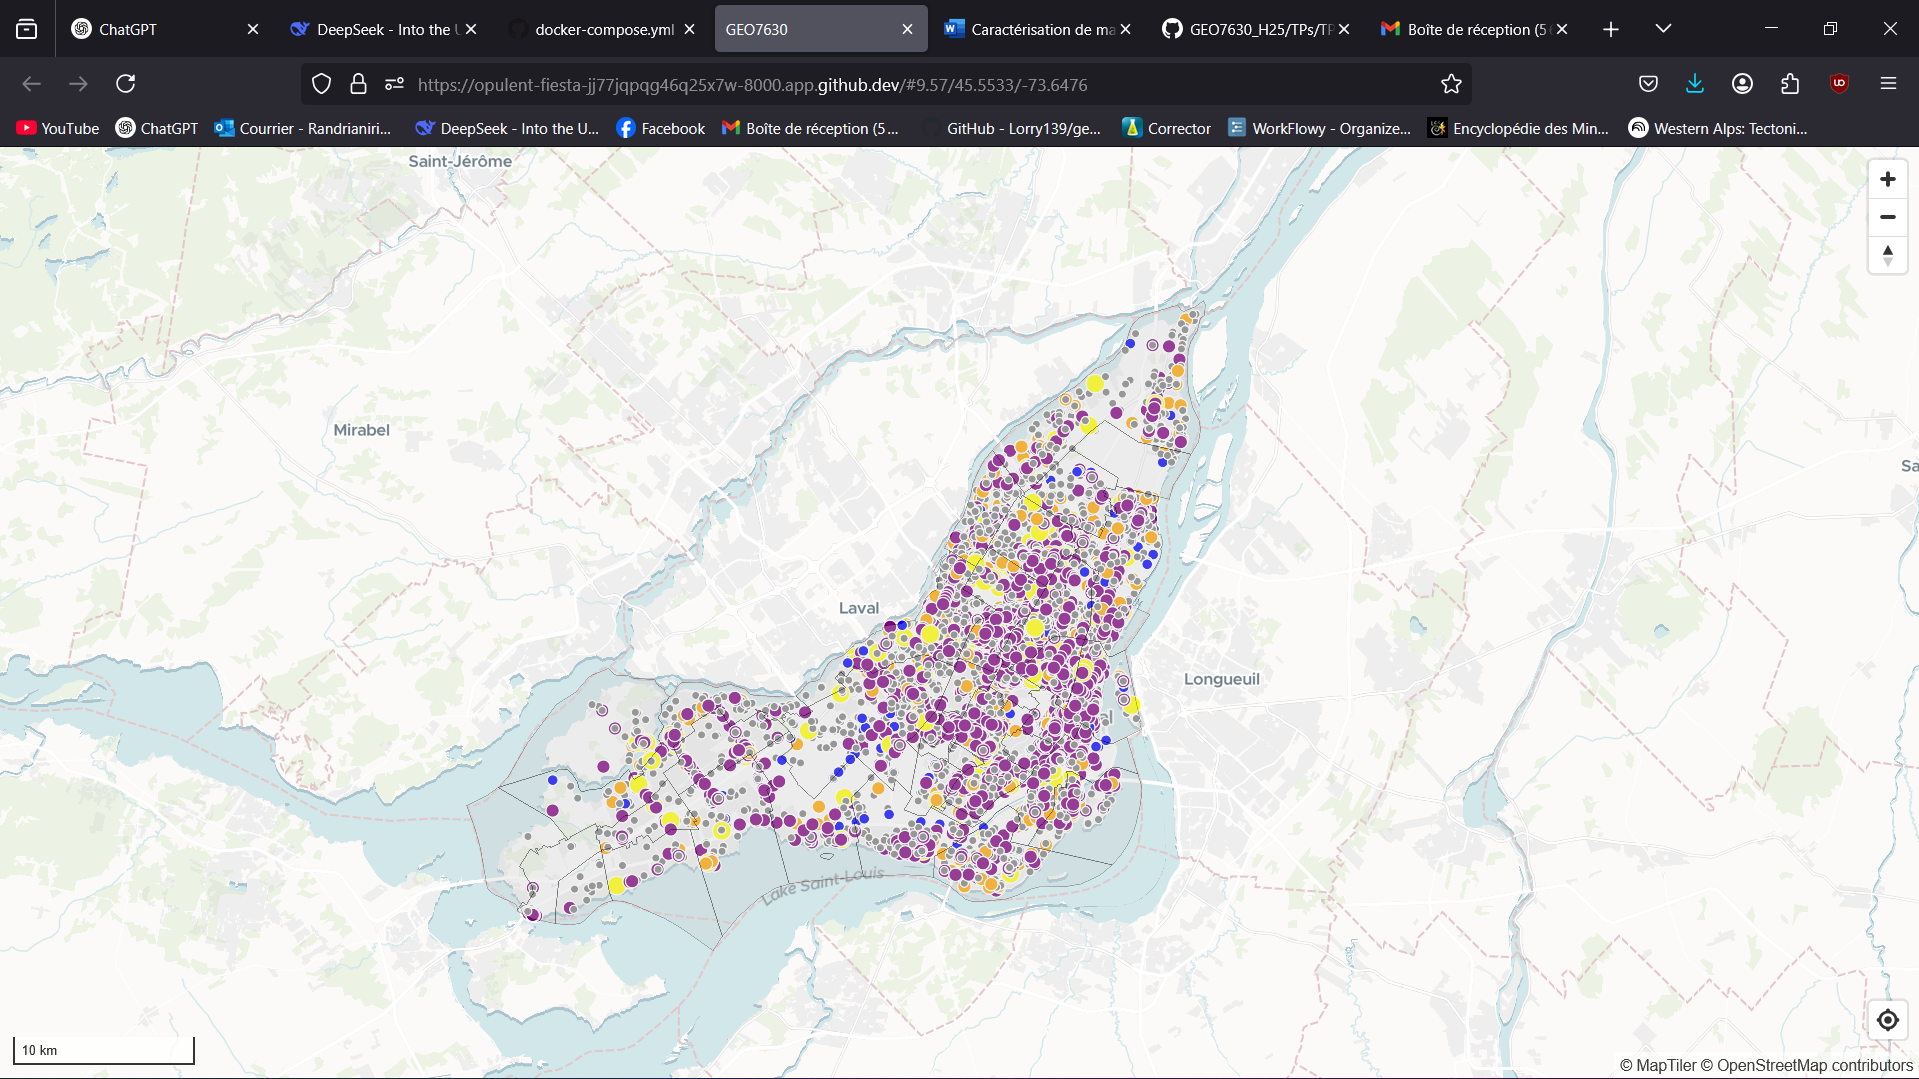 ChatGPT
DeepSeek - Into the U
docker-compose.yml
GEO7630
Caractérisation de ma
GEO7630_H25/TPs/TP
Boîte de réception (5
https://opulent-fiesta-jj77jqpqg46q25x7w-8000.app.github.dev/#9.57/45.5533/-73.6476
YouTube
ChatGPT
Courrier - Randrianiri...
DeepSeek - Into the U...
Facebook
Boîte de réception (5...
GitHub - Lorry139/ge...
Corrector
WorkFlowy - Organize...
Encyclopédie des Min...
Western Alps: Tectoni...
Saint-Jérôme
Mirabel
Sa
Laval
Longueuil
Lake Saint-Louis
10 km
© MapTiler © OpenStreetMap contributors